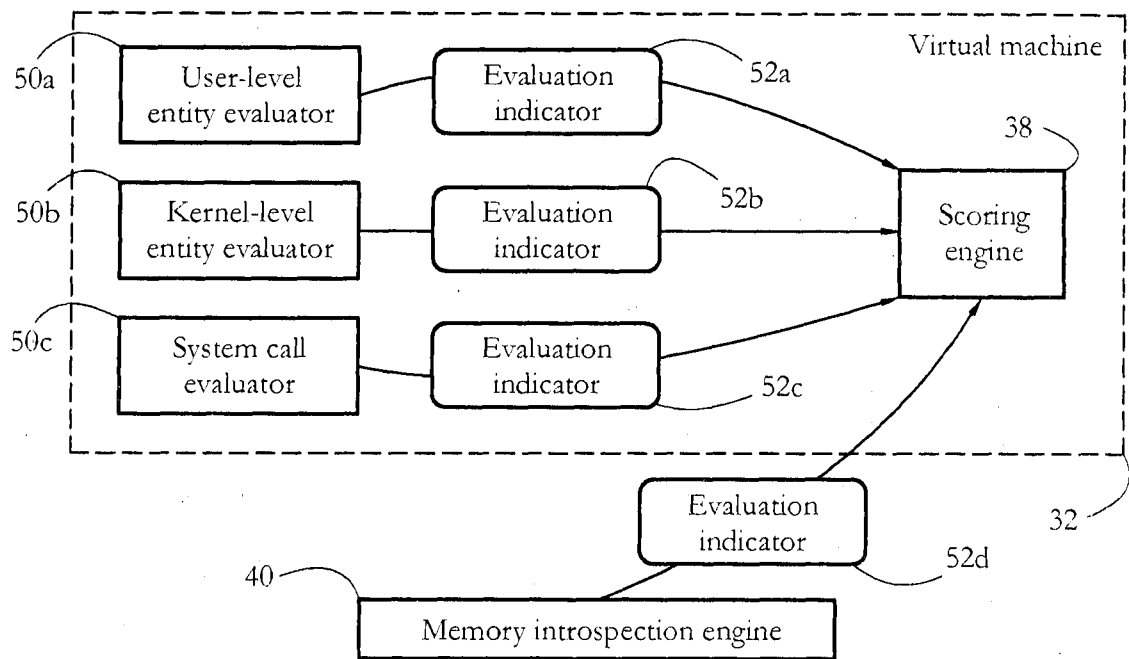 Virtual machine
50a
User-level
entity evaluator
Evaluation
indicator
52a
38
50b
Kernel-level
entity evaluator
Evaluation
indicator
52b
Scoring
engine
50c
System call
evaluator
Evaluation
indicator
52c
Evaluation
indicator
32
52d
40
Memory introspection engine